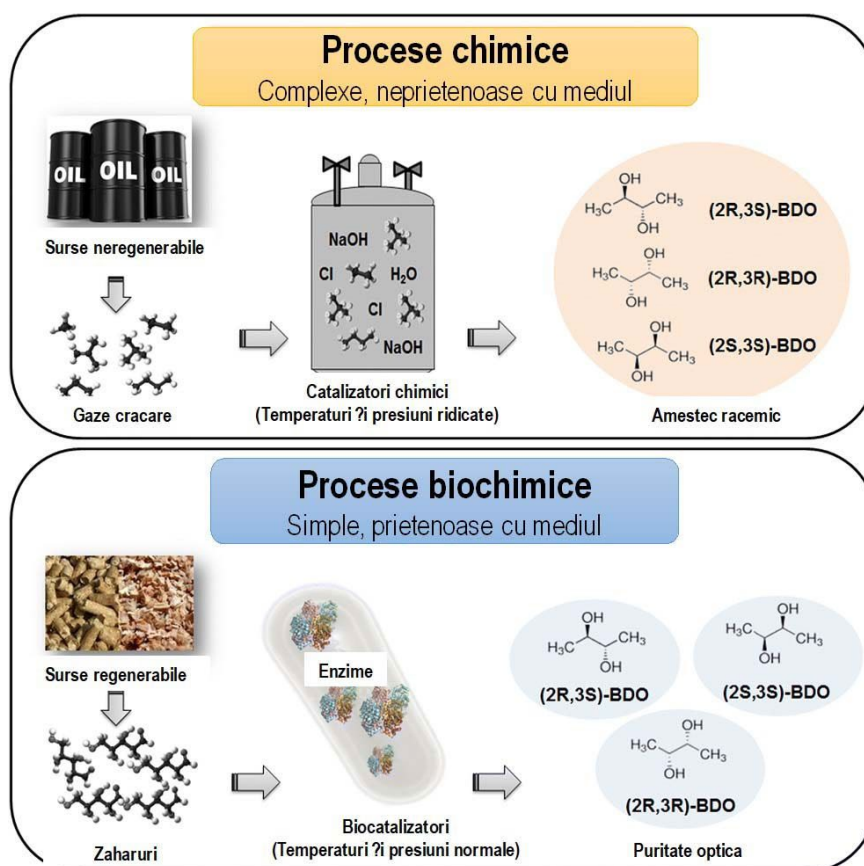 Procese chimice
Complexe, neprietenoase cu mediul
OIL
OIL
OIL
Surse neregenerabile
Gaze cracare
NaOH
Cl
H₂O
Cl
NaOH
Catalizatori chimici
(Temperaturi ?i presiuni ridicate)
OH
H₃C
CH₃
OH
(2R,3S)-BDO
OH
H₃C
CH₃
OH
(2R,3R)-BDO
OH
H₃C
CH₃
OH
(2S,3S)-BDO
Amestec racemic
Procese biochimice
Simple, prietenoase cu mediul
Surse regenerabile
Zaharuri
Enzime
Biocatalizatori
(Temperaturi ?i presiuni normale)
OH
H₃C
CH₃
OH
(2R,3S)-BDO
OH
H₃C
CH₃
OH
(2S,3S)-BDO
OH
H₃C
CH₃
OH
(2R,3R)-BDO
Puritate optica